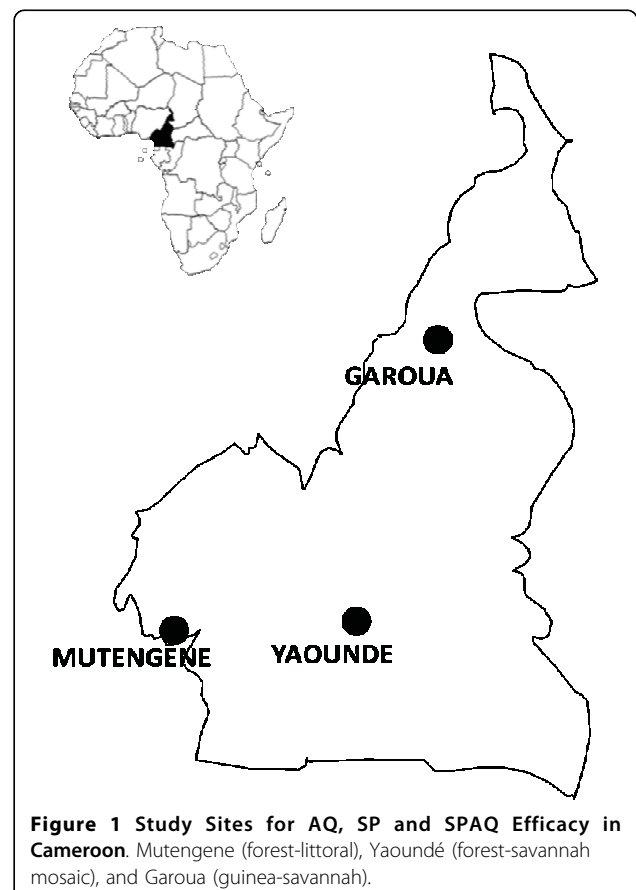 GAROUA
MUTENGENE
YAOUNDE
Figure 1 Study Sites for AQ, SP and SPAQ Efficacy in
Cameroon. Mutengene (forest-littoral), Yaoundé (forest-savannah
mosaic), and Garoua (guinea-savannah).